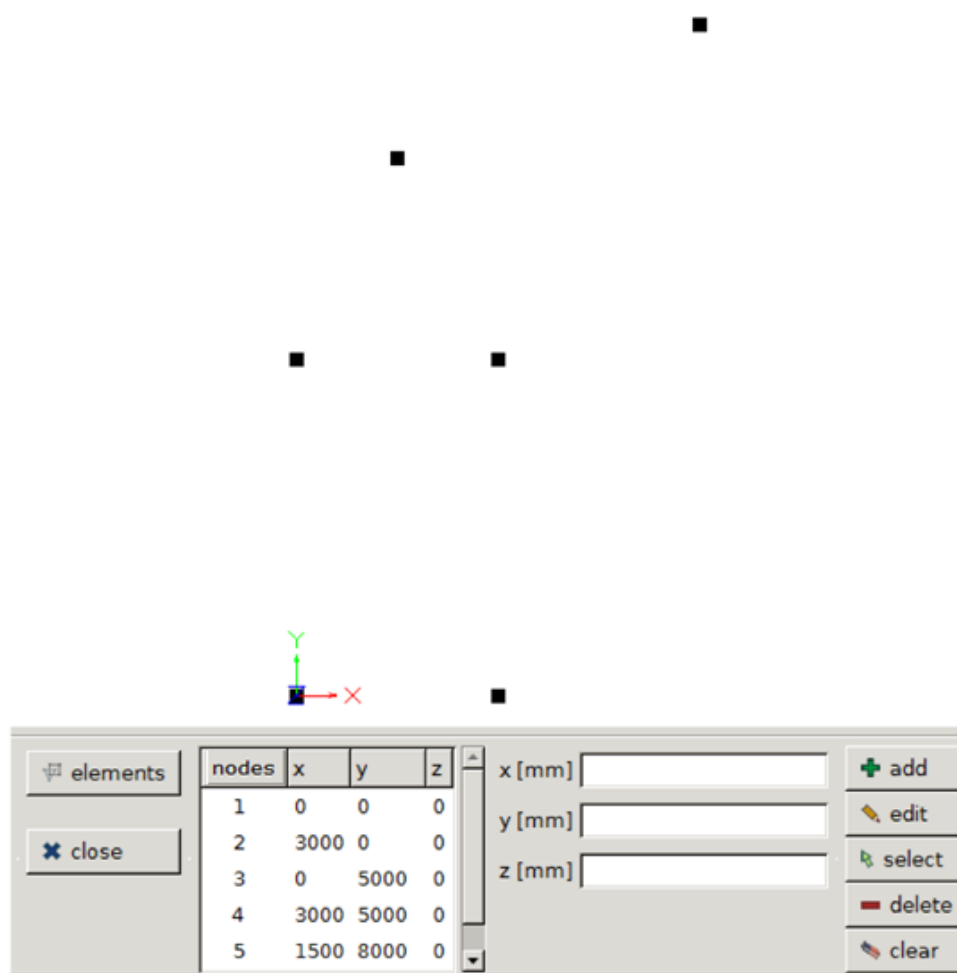 Y
X
elements
close
nodes x y z
1 0 0 0
2 3000 0 0
3 0 5000 0
4 3000 5000 0
5 1500 8000 0
x [mm]
y [mm]
z [mm]
add
edit
select
delete
clear